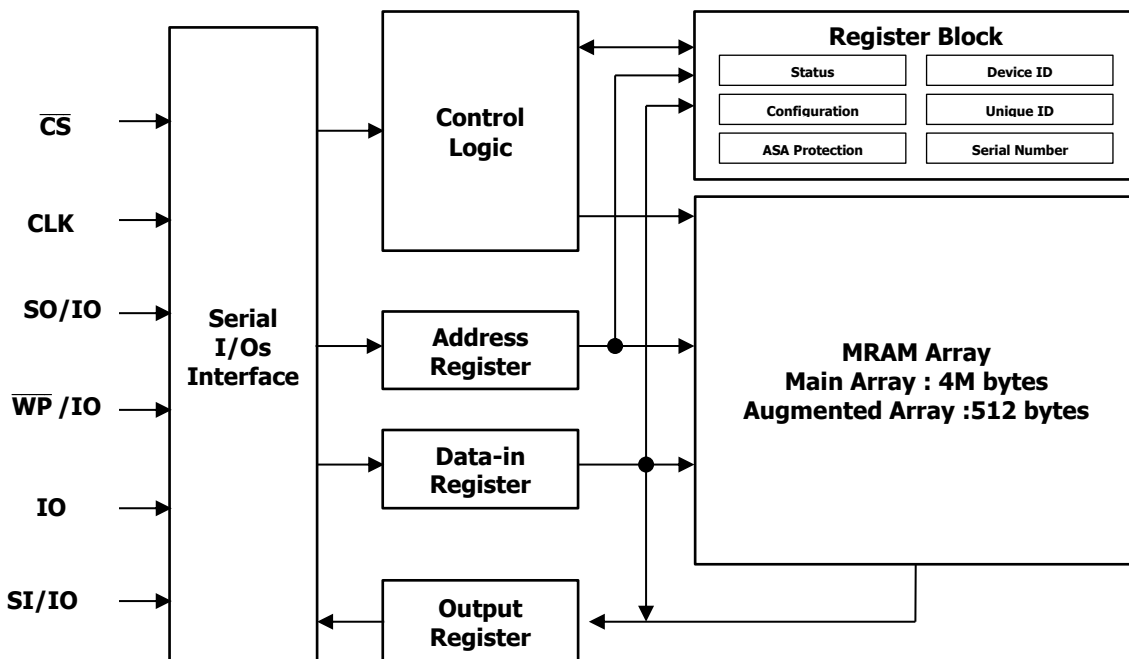 CS
CLK
SO/IO
WP /IO
IO
SI/IO
Serial
I/Os
Interface
Control
Logic
Address
Register
Data-in
Register
Output
Register
Register Block
Status
Device ID
Configuration
Unique ID
ASA Protection
Serial Number
MRAM Array
Main Array : 4M bytes
Augmented Array :512 bytes